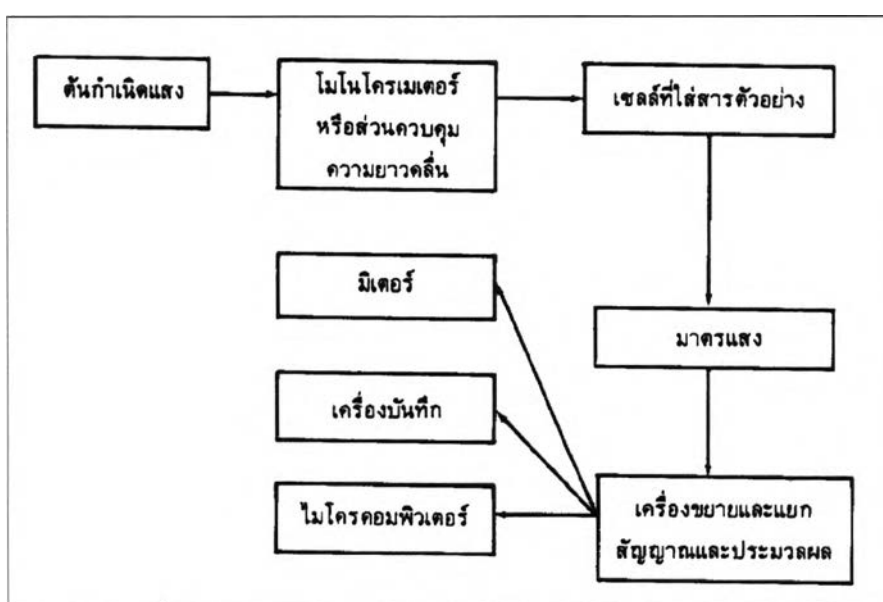 ต้นกำเนิดแสง
โมโนโครเมเตอร์
หรือส่วนควบคุม
ความยาวคลื่น
เซลล์ที่ใส่สารตัวอย่าง
มาตรแสง
เครื่องขยายและแยก
สัญญาณและประมวลผล
มิเตอร์
เครื่องบันทึก
ไมโครคอมพิวเตอร์